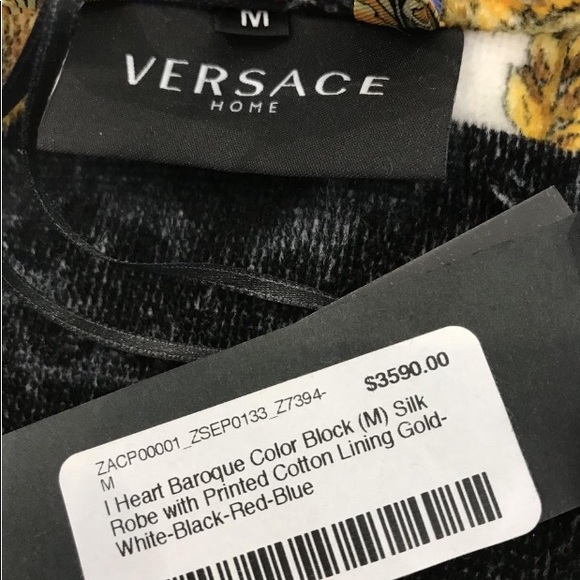 M
VERSACE
HOME
$3590.00
ZACP00001_ZSEP0133_Z7394-
M
I Heart Baroque Color Block (M) Silk
Robe with Printed Cotton Lining Gold-
White-Black-Red-Blue